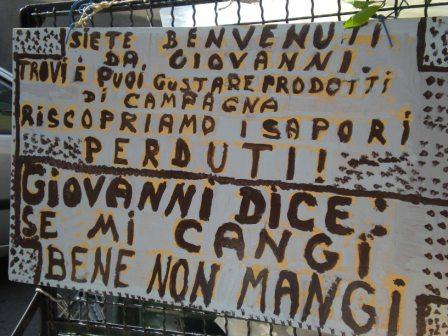 SIETE BENVENUTI
DA GIOVANNI.
TROVI E PUOI GUSTARE PRODOTTI
DI CAMPAGNA
RISCOPRIAMO I SAPORI
PERDUTI!
GIOVANNI DICE:
SE MI CANGI
BENE NON MANGI